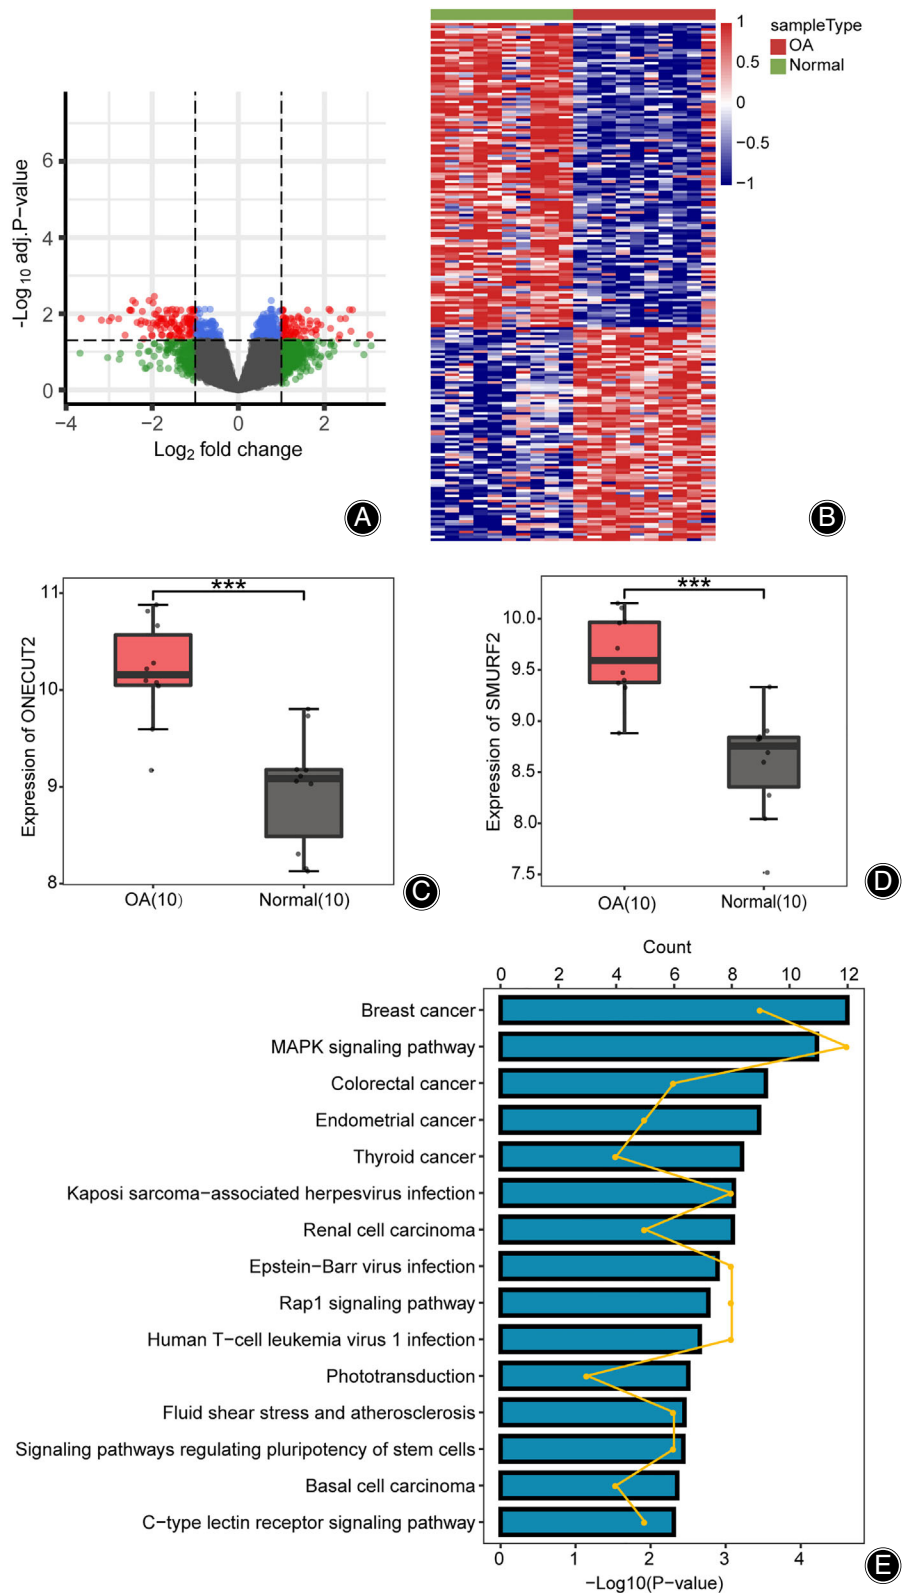 1
0.5
0
−0.5
−1
sampleType
OA
Normal
6
4
2
0
-Log10 adj.P−value
−4 −2 0 2
Log2 fold change
A
B
11
10
9
8
Expression of ONECUT2
***
OA(10) Normal(10)
C
10.0
9.5
9.0
8.5
8.0
7.5
Expression of SMURF2
***
OA(10) Normal(10)
D
Count
0 2 4 6 8 10 12
Breast cancer
MAPK signaling pathway
Colorectal cancer
Endometrial cancer
Thyroid cancer
Kaposi sarcoma−associated herpesvirus infection
Renal cell carcinoma
Epstein−Barr virus infection
Rap1 signaling pathway
Human T−cell leukemia virus 1 infection
Phototransduction
Fluid shear stress and atherosclerosis
Signaling pathways regulating pluripotency of stem cells
Basal cell carcinoma
C−type lectin receptor signaling pathway
0 1 2 3 4
−Log10(P−value)
E